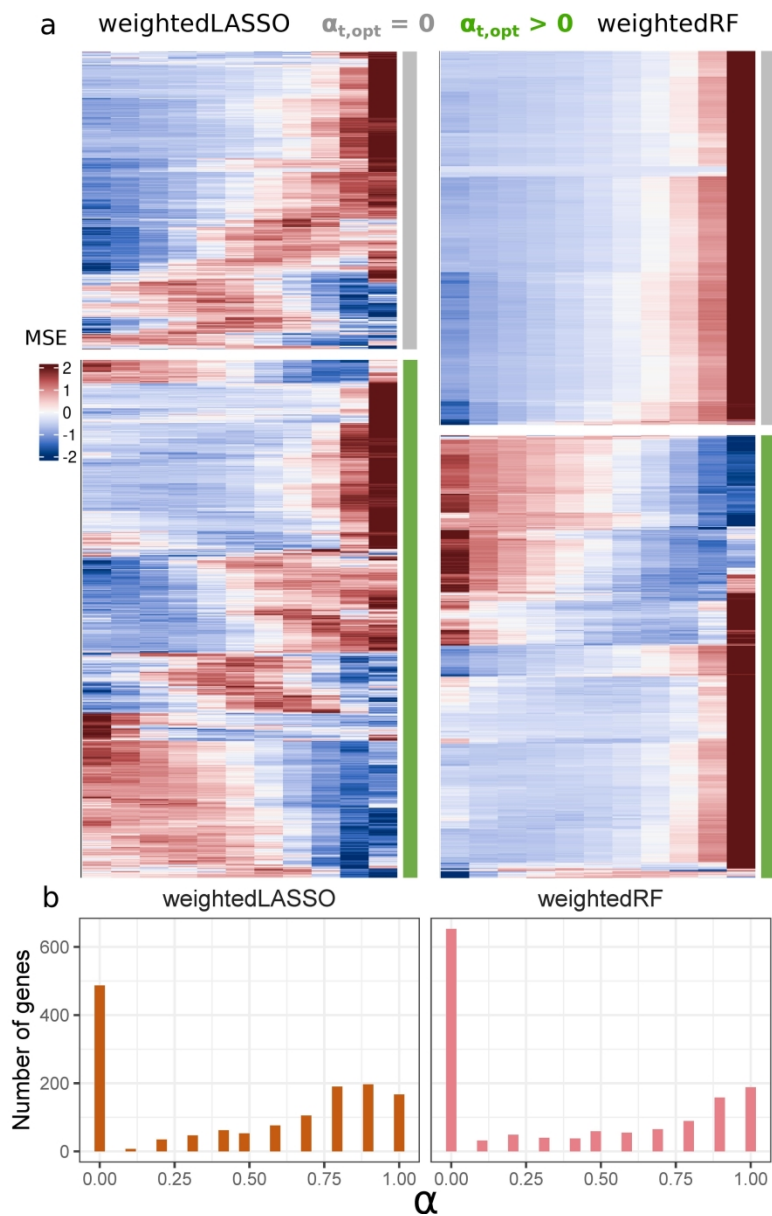 a weightedLASSO αt,opt = 0 αt,opt > 0 weightedRF
MSE
2
1
0
-1
-2
b weightedLASSO weightedRF
Number of genes
600
400
200
0
0.00 0.25 0.50 0.75 1.00 0.00 0.25 0.50 0.75 1.00
α